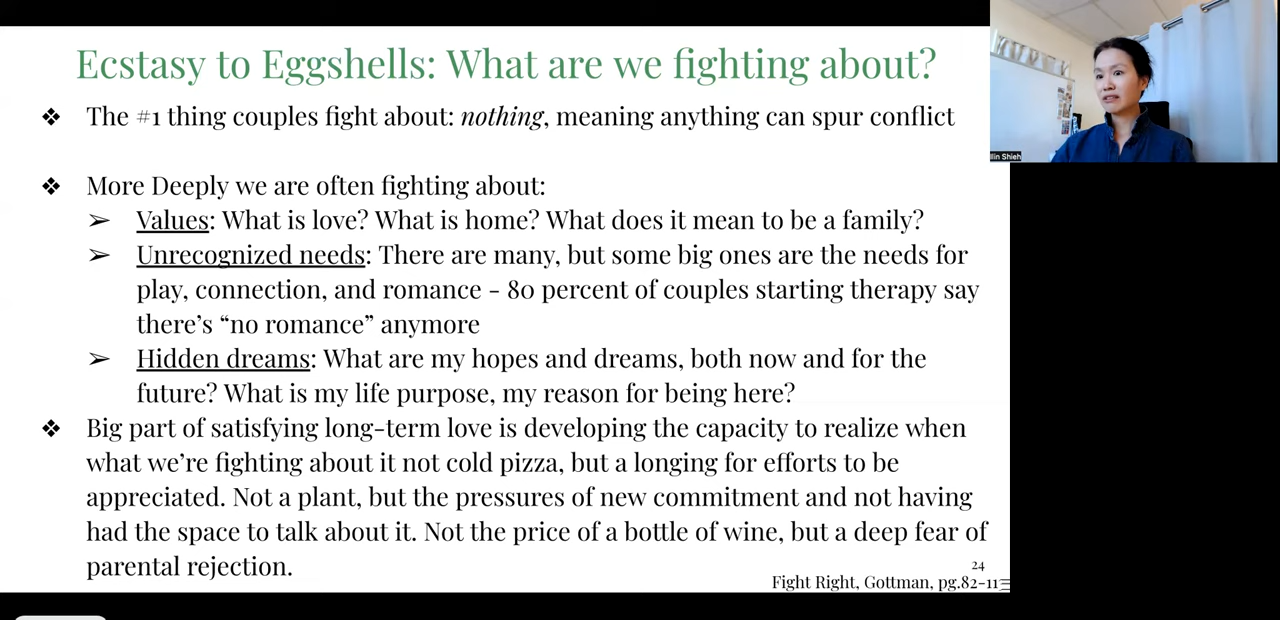 Ecstasy to Eggshells: What are we fighting about?
❖ The #1 thing couples fight about: nothing, meaning anything can spur conflict
❖ More Deeply we are often fighting about:
➢ Values: What is love? What is home? What does it mean to be a family?
➢ Unrecognized needs: There are many, but some big ones are the needs for
play, connection, and romance - 80 percent of couples starting therapy say
there’s “no romance” anymore
➢ Hidden dreams: What are my hopes and dreams, both now and for the
future? What is my life purpose, my reason for being here?
❖ Big part of satisfying long-term love is developing the capacity to realize when
what we’re fighting about it not cold pizza, but a longing for efforts to be
appreciated. Not a plant, but the pressures of new commitment and not having
had the space to talk about it. Not the price of a bottle of wine, but a deep fear of
parental rejection.
24
Fight Right, Gottman, pg.82-11
Shieh